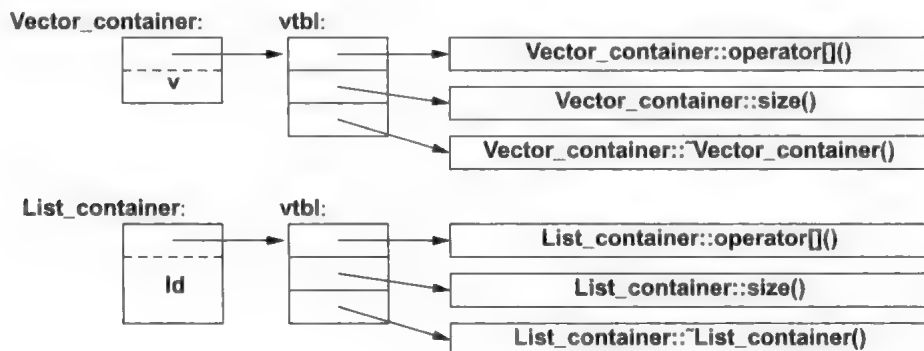 Vector_container: vtbl:
Vector_container::operator[]()
v
Vector_container::size()
Vector_container::~Vector_container()
List_container: vtbl:
List_container::operator[]()
ld
List_container::size()
List_container::~List_container()